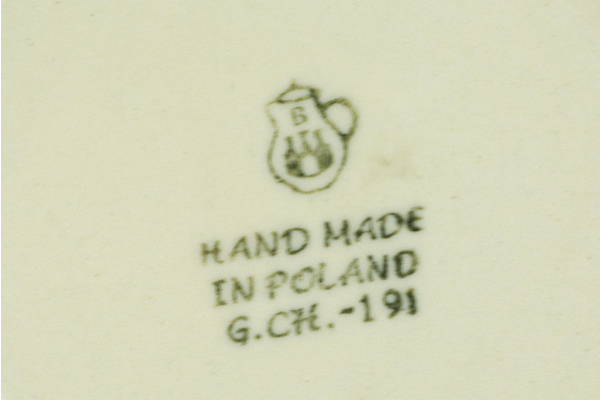 B
HAND MADE
IN POLAND
G.CH.-191